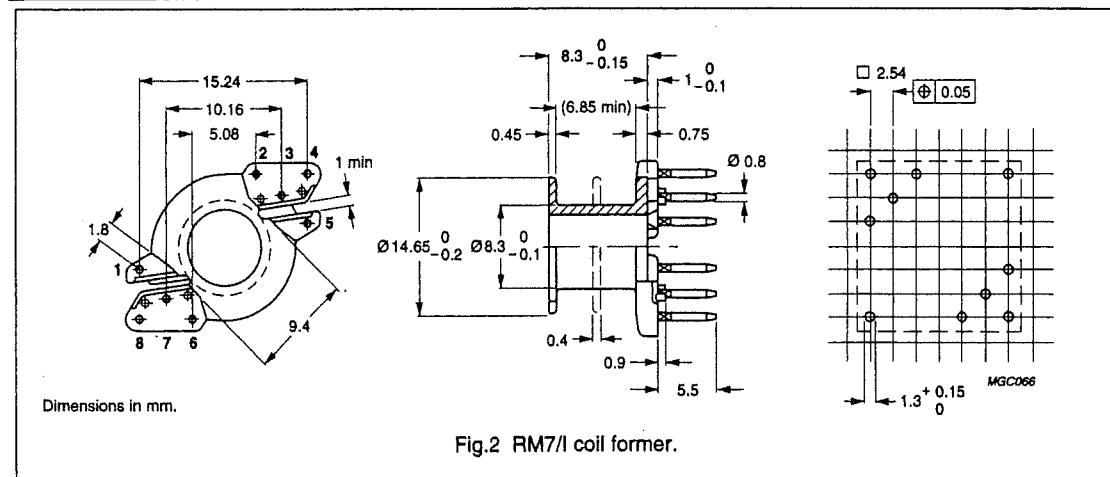 15.24
10.16
5.08
2 3 4
1 min
5
1.8
1
9.4
8 7 6
Dimensions in mm.
8.3 0 -0.15
1 0 -0.1
(6.85 min)
0.45
0.75
Ø 0.8
Ø14.65 0 -0.2
Ø8.3 0 -0.1
0.4
0.9
5.5
□ 2.54
⌖ 0.05
MGC066
1.3 + 0.15 0
Fig.2 RM7/I coil former.